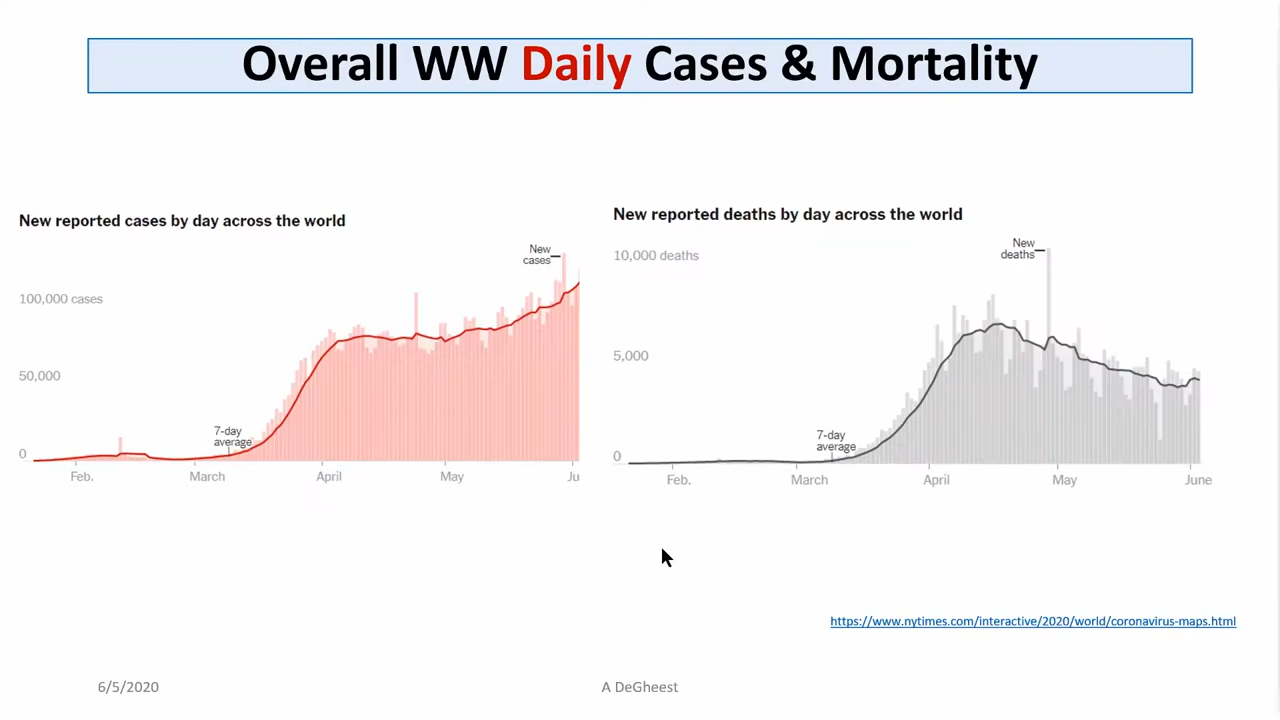 Overall WW Daily Cases & Mortality
New reported cases by day across the world
New
cases
100,000 cases
50,000
7-day
average
0
Feb.
March
April
May
Ju
New reported deaths by day across the world
New
deaths
10,000 deaths
5,000
7-day
average
0
Feb.
March
April
May
June
https://www.nytimes.com/interactive/2020/world/coronavirus-maps.html
6/5/2020
A DeGheest